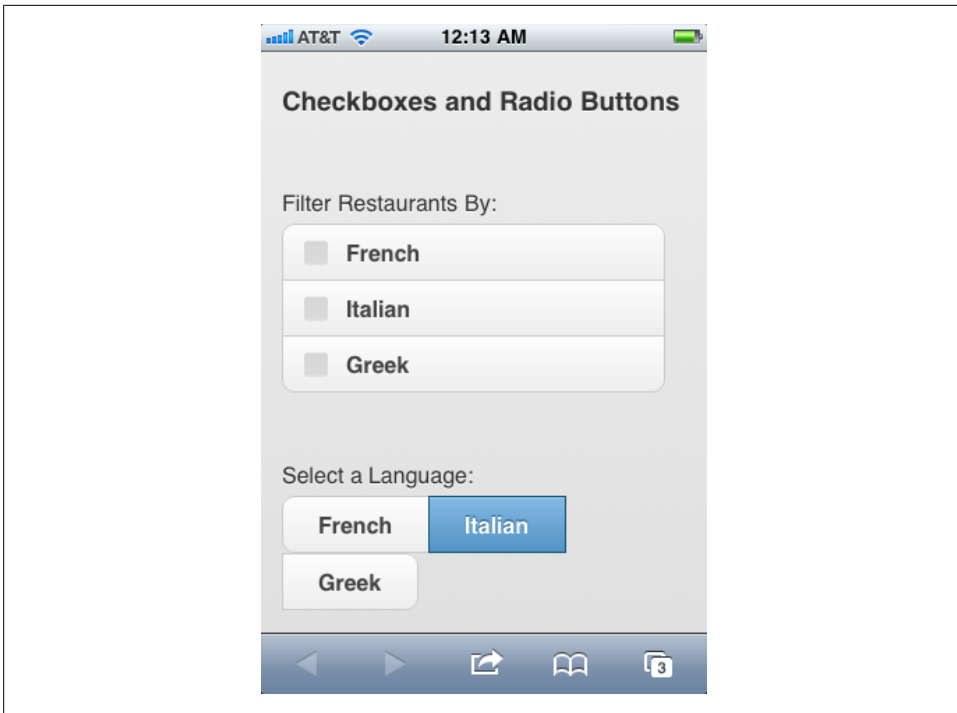 AT&T 12:13 AM
Checkboxes and Radio Buttons
Filter Restaurants By:
French
Italian
Greek
Select a Language:
French Italian
Greek
3